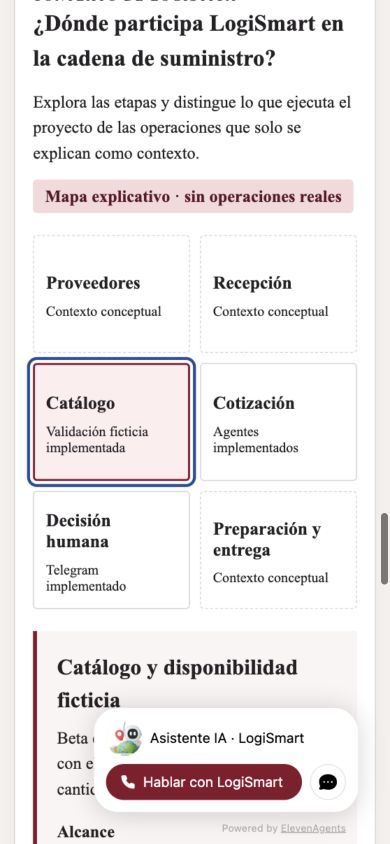 ¿Dónde participa LogiSmart en
la cadena de suministro?
Explora las etapas y distingue lo que ejecuta el
proyecto de las operaciones que solo se
explican como contexto.
Mapa explicativo · sin operaciones reales
Proveedores
Contexto conceptual
Recepción
Contexto conceptual
Catálogo
Validación ficticia
implementada
Cotización
Agentes
implementados
Decisión
humana
Telegram
implementado
Preparación y
entrega
Contexto conceptual
Catálogo y disponibilidad
ficticia
Beta
con
Asistente IA · LogiSmart
Hablar con LogiSmart
Alcance
Powered by ElevenAgents